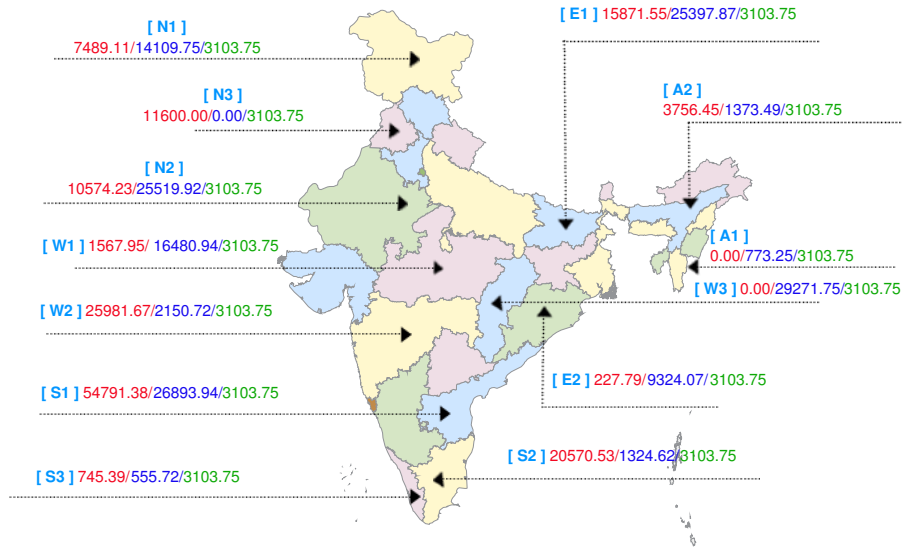 [ E1 ] 15871.55/25397.87/3103.75
[ N1 ]
7489.11/14109.75/3103.75
[ N3 ]
11600.00/0.00/3103.75
[ A2 ]
3756.45/1373.49/3103.75
[ N2 ]
10574.23/25519.92/3103.75
[ W1 ] 1567.95/ 16480.94/3103.75
[ A1 ]
0.00/773.25/3103.75
[ W3 ] 0.00/29271.75/3103.75
[ W2 ] 25981.67/2150.72/3103.75
[ E2 ] 227.79/9324.07/3103.75
[ S1 ] 54791.38/26893.94/3103.75
[ S2 ] 20570.53/1324.62/3103.75
[ S3 ] 745.39/555.72/3103.75